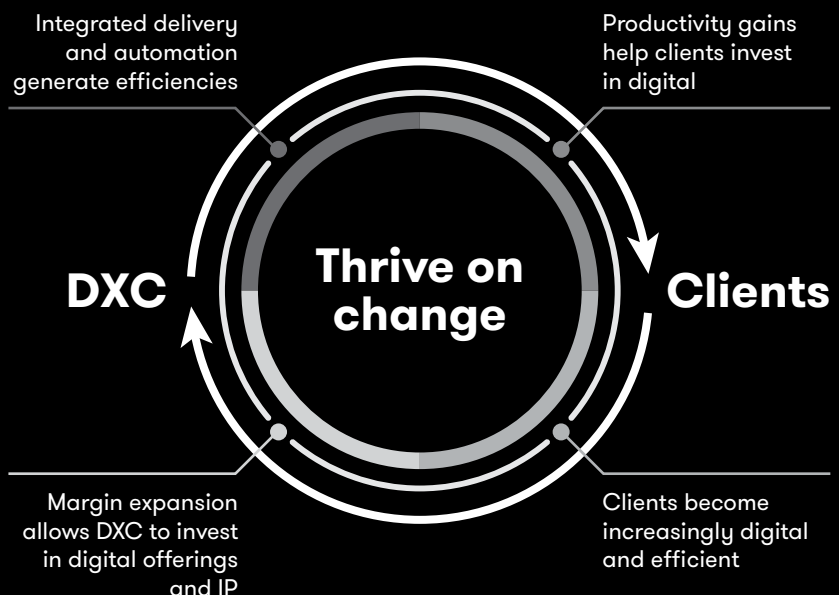 Integrated delivery
and automation
generate efficiencies
Productivity gains
help clients invest
in digital
DXC
Thrive on
change
Clients
Margin expansion
allows DXC to invest
in digital offerings
and IP
Clients become
increasingly digital
and efficient